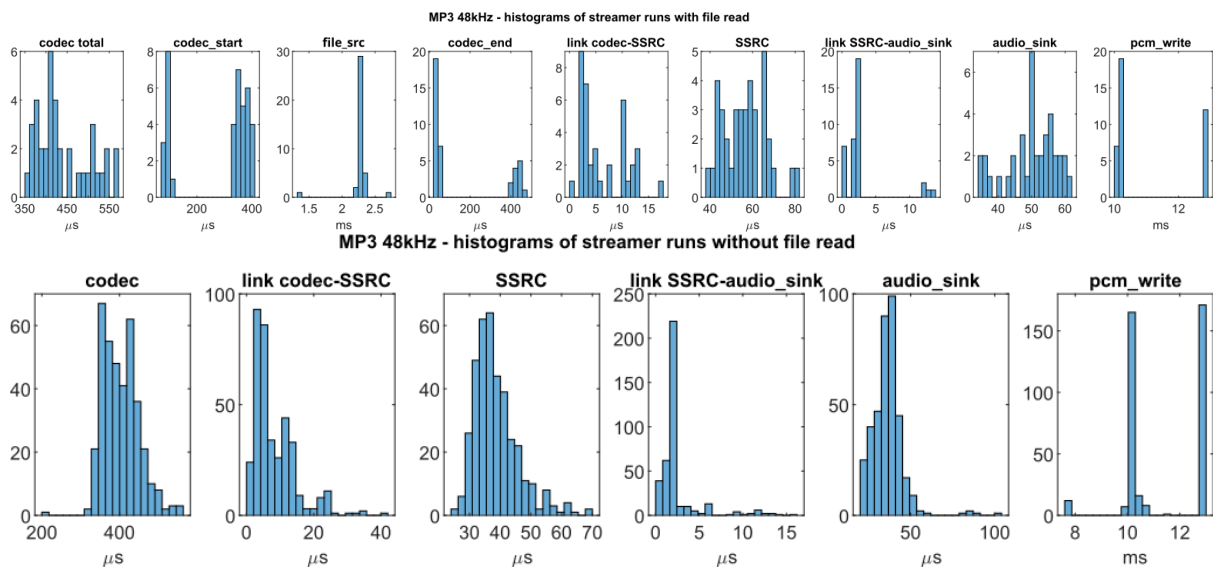 MP3 48kHz - histograms of streamer runs with file read
codec total codec_start file_src codec_end link codec-SSRC SSRC link SSRC-audio_sink audio_sink pcm_write
6 8 30 20 9 5 20 20
6
4 6 20 15 6 4 15 15
4
4 10 3 10 10
2 10 3 2 2
2 5 1 5 5
0 0 0 0 0 0 0 0 0
350 450 550 200 400 1.5 2 2.5 0 200 400 0 5 10 15 40 60 80 0 5 10 40 50 60 10 12
μs μs ms μs μs μs μs μs ms
MP3 48kHz - histograms of streamer runs without file read
codec link codec-SSRC SSRC link SSRC-audio_sink audio_sink pcm_write
100 250 100
60 60 200 150
40 50 40 150 50 100
100
20 20 50 50
0 0 0 0 0 0
200 400 0 20 40 30 40 50 60 70 0 5 10 15 50 100 8 10 12
μs μs μs μs μs ms